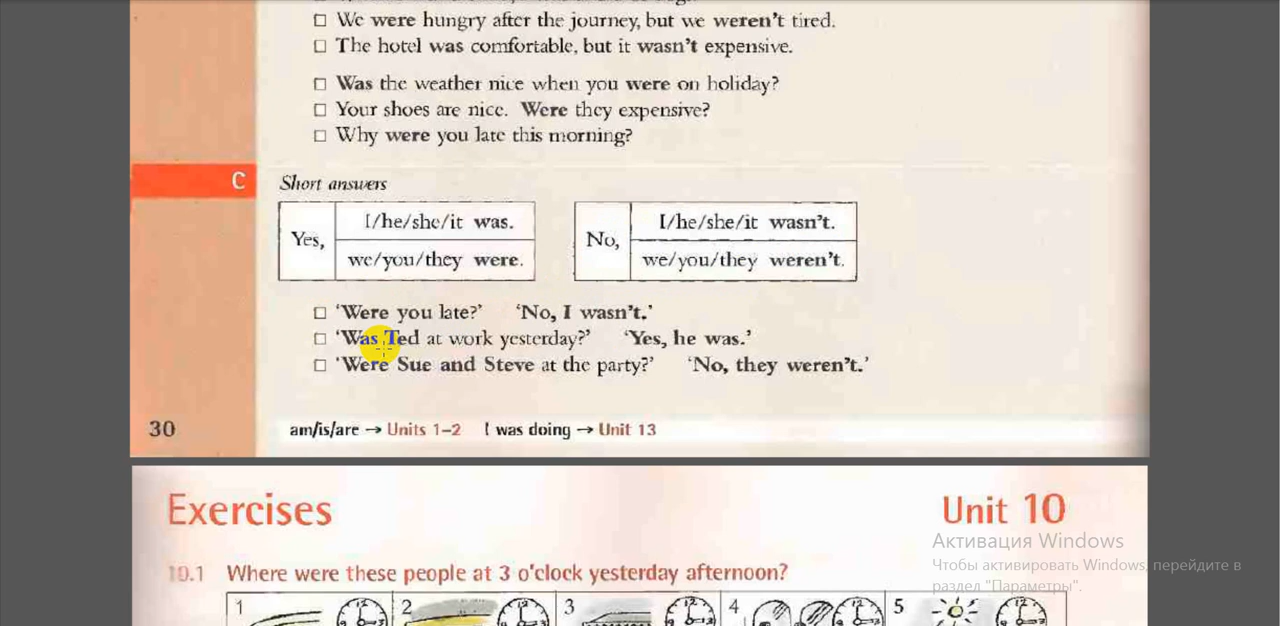 We were hungry after the journey, but we weren't tired.
The hotel was comfortable, but it wasn't expensive.
Was the weather nice when you were on holiday?
Your shoes are nice. Were they expensive?
Why were you late this morning?
C
Short answers
Yes,
I/he/she/it was.
we/you/they were.
No,
I/he/she/it wasn't.
we/you/they weren't.
'Were you late?' 'No, I wasn't.'
'Was Ted at work yesterday?' 'Yes, he was.'
'Were Sue and Steve at the party?' 'No, they weren't.'
30
am/is/are → Units 1–2 I was doing → Unit 13
Exercises
Unit 10
Активация Windows
Чтобы активировать Windows, перейдите в
раздел "Параметры".
10.1 Where were these people at 3 o'clock yesterday afternoon?
1
2
3
4
5